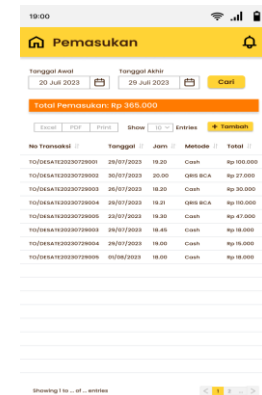 19:00
Pemasukan
Tanggal Awal Tanggal Akhir
20 Juli 2023 29 Juli 2023 Cari
Total Pemasukan: Rp 365.000
Excel PDF Print Show 10 Entries + Tambah
No Transaksi Tanggal Jam Metode Total
TO/DESATE20230729001 29/07/2023 19.20 Cash Rp 100.000
TO/DESATE20230729002 30/07/2023 20.00 QRIS BCA Rp 27.000
TO/DESATE20230729003 26/07/2023 18.20 Cash Rp 30.000
TO/DESATE20230729004 29/07/2023 19.21 QRIS BCA Rp 110.000
TO/DESATE20230729005 23/07/2023 19.30 Cash Rp 47.000
TO/DESATE20230729003 28/07/2023 18.45 Cash Rp 18.000
TO/DESATE20230729004 29/07/2023 19.00 Cash Rp 15.000
TO/DESATE20230729005 01/08/2023 18.00 Cash Rp 18.000
Showing 1 to ... of ... entries < 1 2 ... >